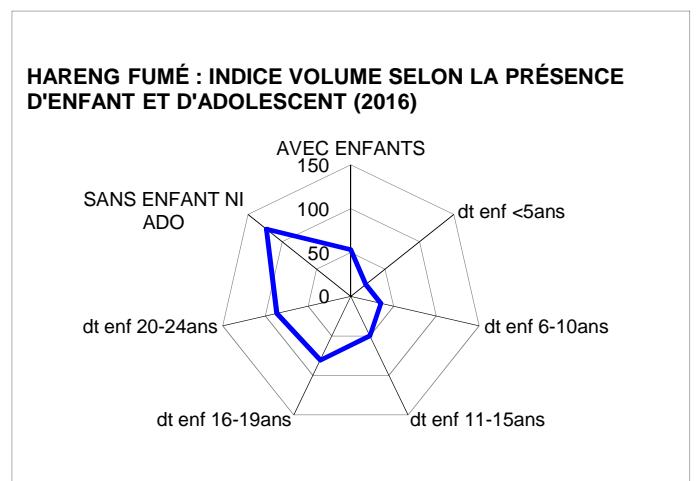 HARENG FUMÉ : INDICE VOLUME SELON LA PRÉSENCE
D'ENFANT ET D'ADOLESCENT (2016)
AVEC ENFANTS
150
100
50
0
dt enf <5ans
dt enf 6-10ans
dt enf 11-15ans
dt enf 16-19ans
dt enf 20-24ans
SANS ENFANT NI
ADO